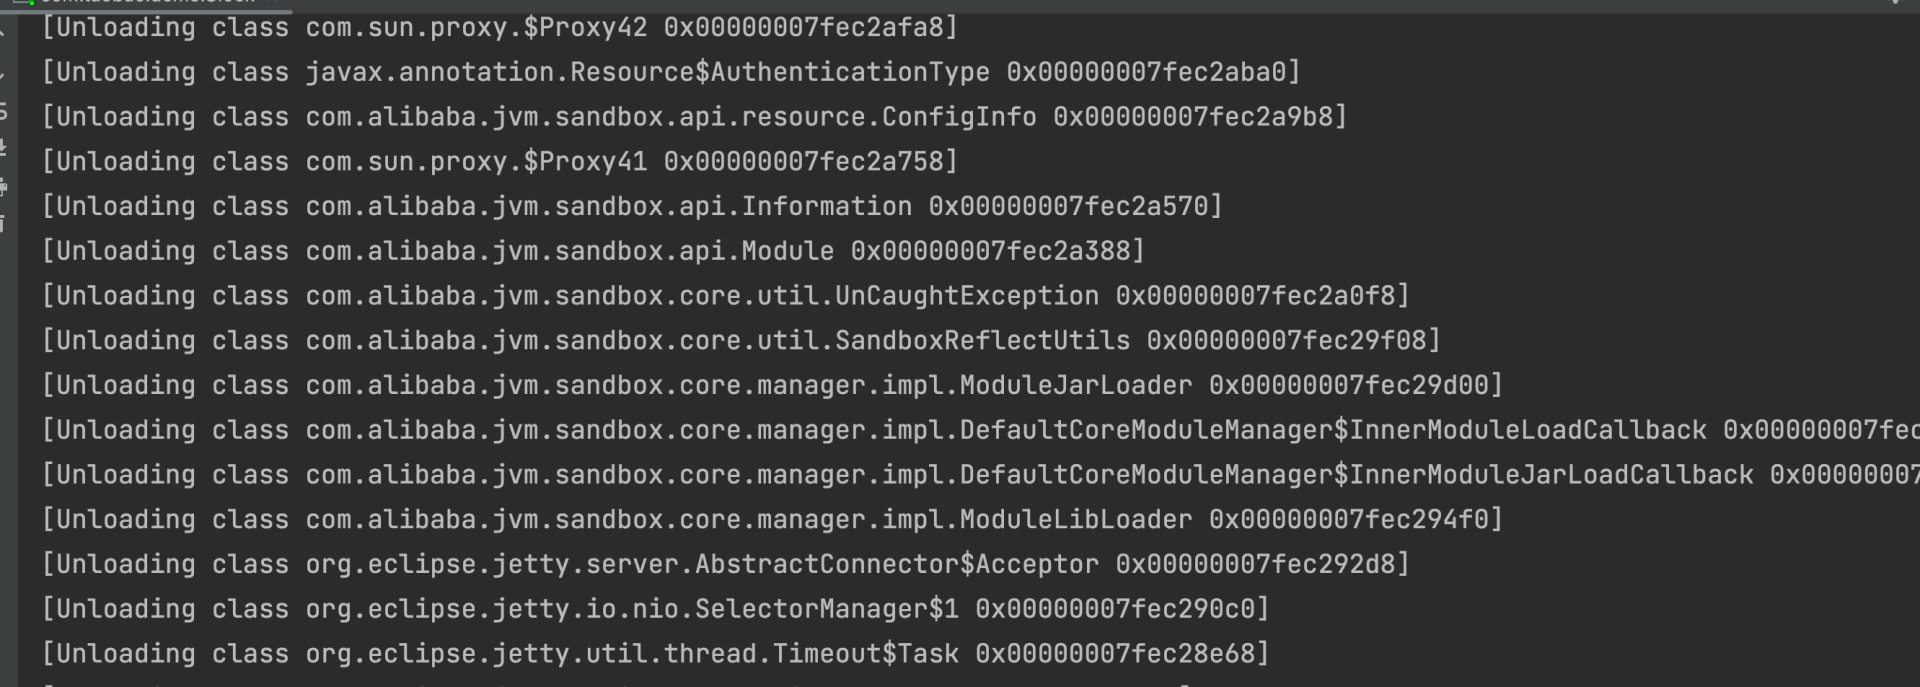 [Unloading class com.sun.proxy.$Proxy42 0x00000007fec2afa8]
[Unloading class javax.annotation.Resource$AuthenticationType 0x00000007fec2aba0]
[Unloading class com.alibaba.jvm.sandbox.api.resource.ConfigInfo 0x00000007fec2a9b8]
[Unloading class com.sun.proxy.$Proxy41 0x00000007fec2a758]
[Unloading class com.alibaba.jvm.sandbox.api.Information 0x00000007fec2a570]
[Unloading class com.alibaba.jvm.sandbox.api.Module 0x00000007fec2a388]
[Unloading class com.alibaba.jvm.sandbox.core.util.UnCaughtException 0x00000007fec2a0f8]
[Unloading class com.alibaba.jvm.sandbox.core.util.SandboxReflectUtils 0x00000007fec29f08]
[Unloading class com.alibaba.jvm.sandbox.core.manager.impl.ModuleJarLoader 0x00000007fec29d00]
[Unloading class com.alibaba.jvm.sandbox.core.manager.impl.DefaultCoreModuleManager$InnerModuleLoadCallback 0x00000007fec
[Unloading class com.alibaba.jvm.sandbox.core.manager.impl.DefaultCoreModuleManager$InnerModuleJarLoadCallback 0x00000007
[Unloading class com.alibaba.jvm.sandbox.core.manager.impl.ModuleLibLoader 0x00000007fec294f0]
[Unloading class org.eclipse.jetty.server.AbstractConnector$Acceptor 0x00000007fec292d8]
[Unloading class org.eclipse.jetty.io.nio.SelectorManager$1 0x00000007fec290c0]
[Unloading class org.eclipse.jetty.util.thread.Timeout$Task 0x00000007fec28e68]